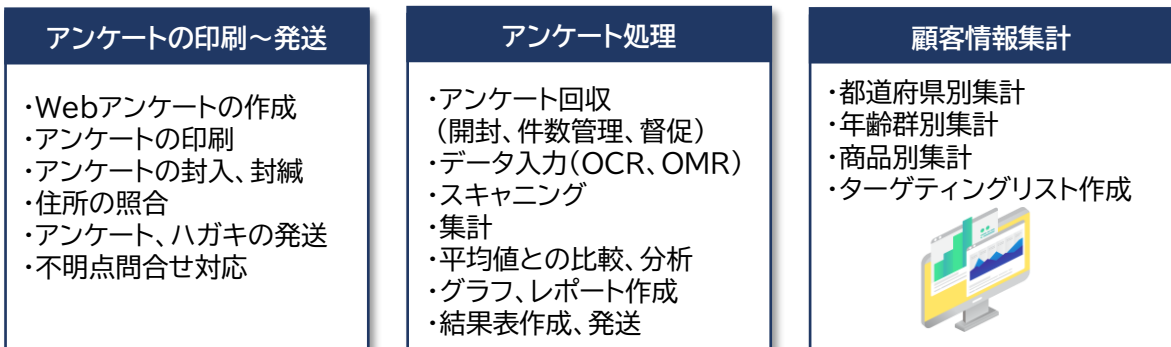 アンケートの印刷～発送
・Webアンケートの作成
・アンケートの印刷
・アンケートの封入、封緘
・住所の照合
・アンケート、ハガキの発送
・不明点問合せ対応
アンケート処理
・アンケート回収
（開封、件数管理、督促）
・データ入力（OCR、OMR）
・スキャニング
・集計
・平均値との比較、分析
・グラフ、レポート作成
・結果表作成、発送
顧客情報集計
・都道府県別集計
・年齢群別集計
・商品別集計
・ターゲティングリスト作成